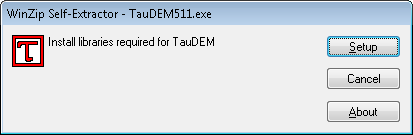 WinZip Self-Extractor - TauDEM511.exe
Install libraries required for TauDEM
Setup
Cancel
About